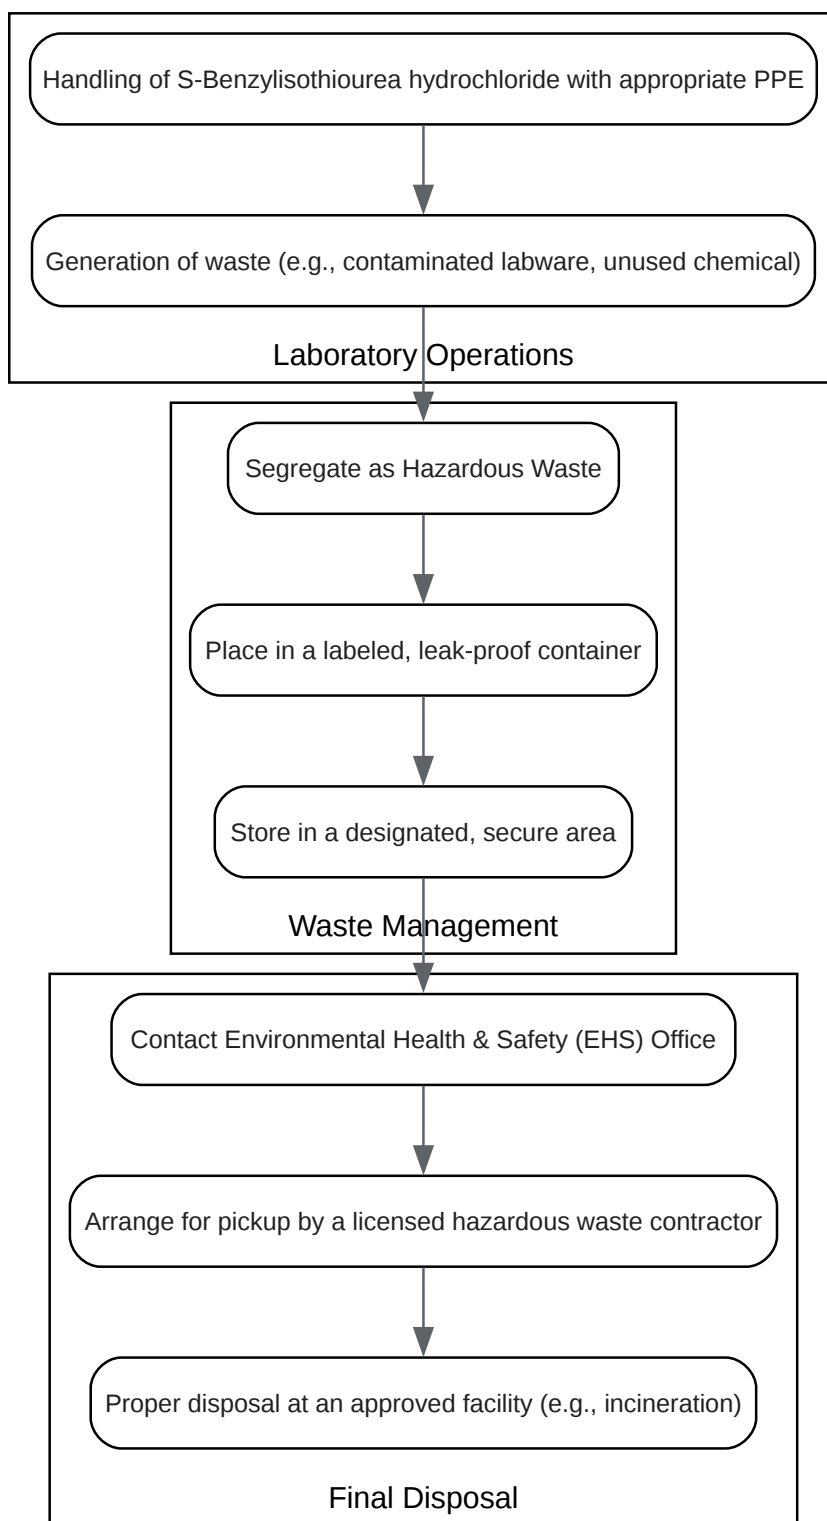 Handling of S-Benzylisothiourea hydrochloride with appropriate PPE
Generation of waste (e.g., contaminated labware, unused chemical)
Laboratory Operations
Segregate as Hazardous Waste
Place in a labeled, leak-proof container
Store in a designated, secure area
Waste Management
Contact Environmental Health & Safety (EHS) Office
Arrange for pickup by a licensed hazardous waste contractor
Proper disposal at an approved facility (e.g., incineration)
Final Disposal